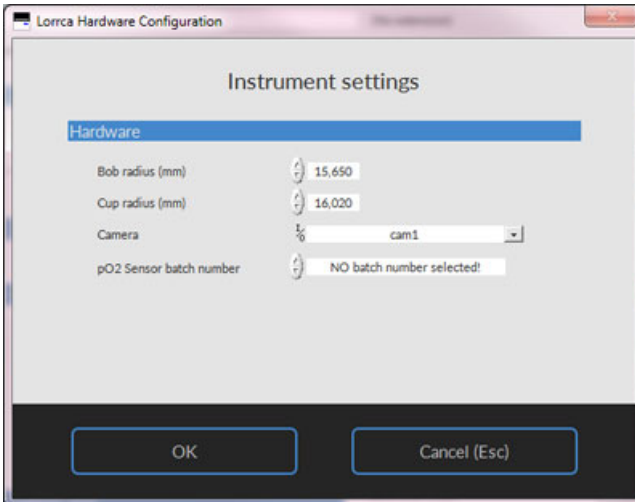 Lorrca Hardware Configuration
Instrument settings
Hardware
Bob radius (mm) 15,650
Cup radius (mm) 16,020
Camera cam1
pO2 Sensor batch number NO batch number selected!
OK Cancel (Esc)